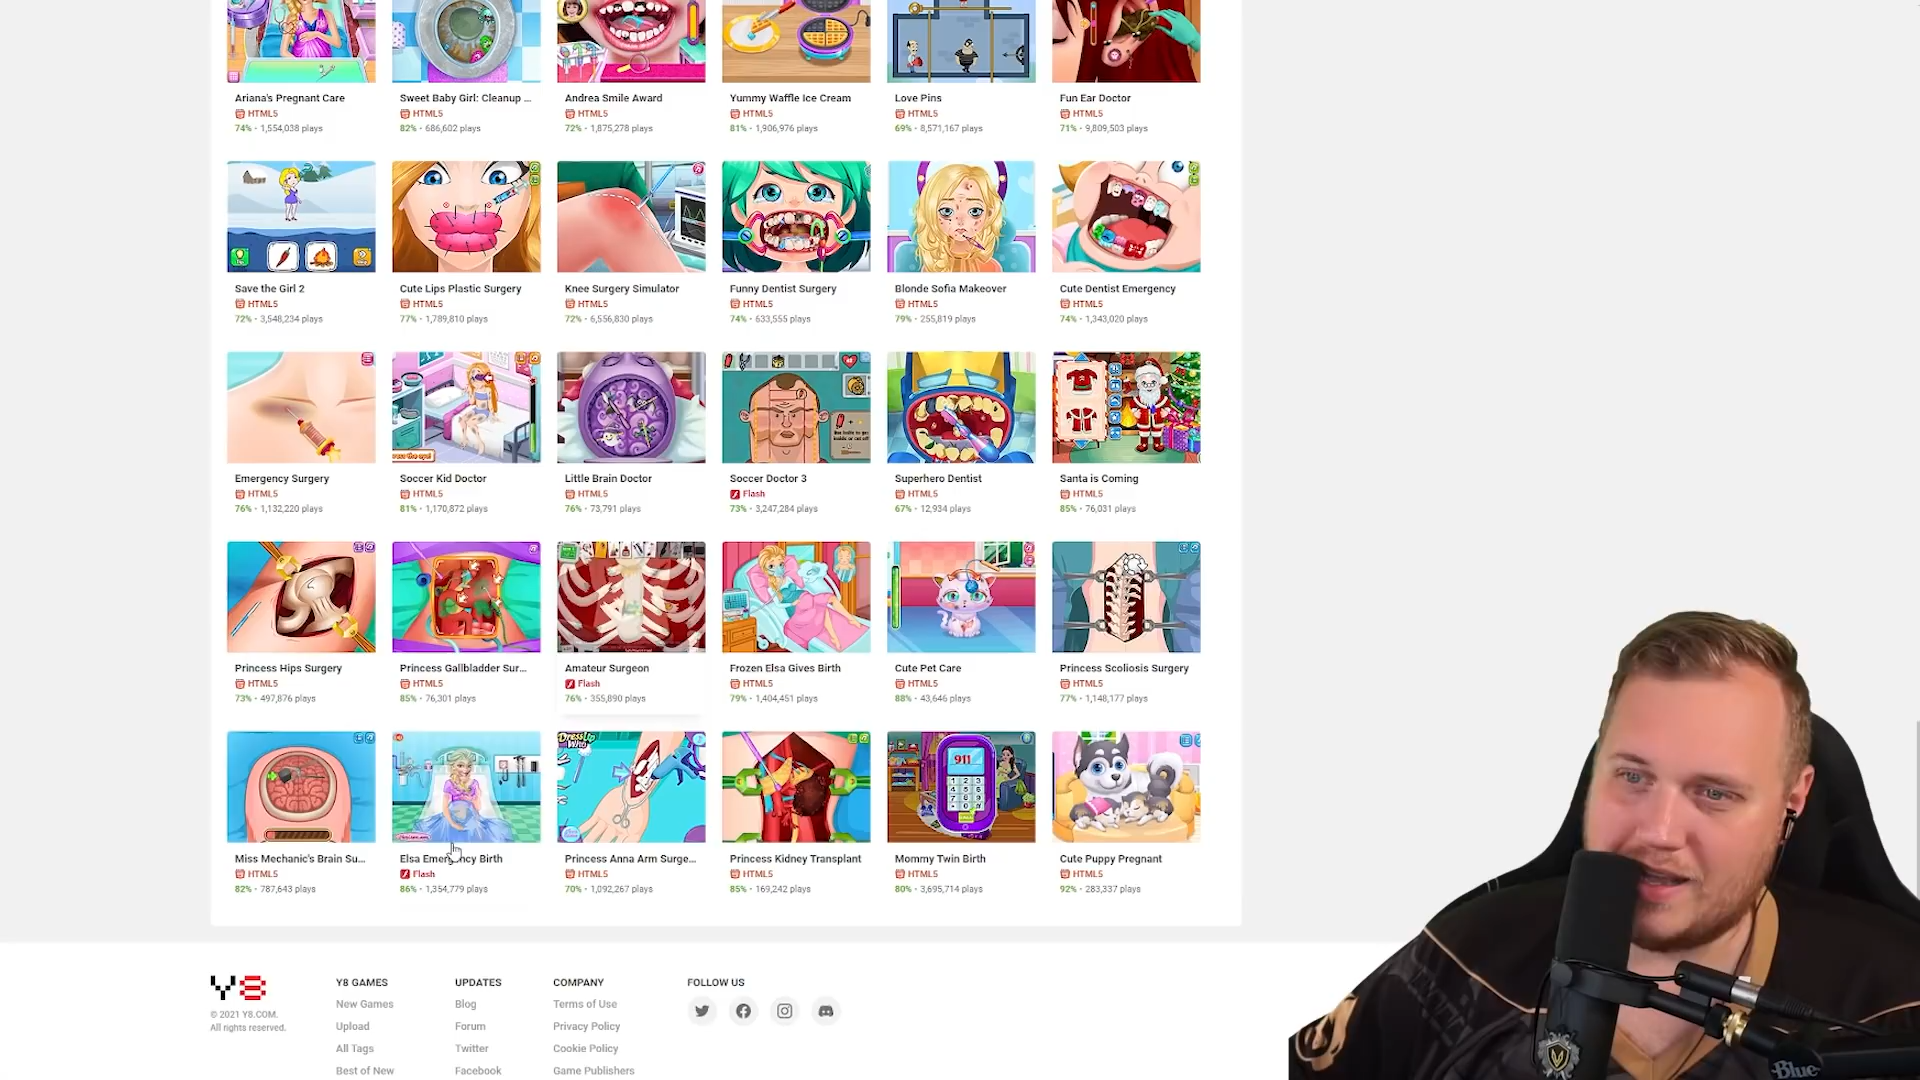 Ariana's Pregnant Care
HTML5
74% · 1,554,038 plays
Sweet Baby Girl: Cleanup ...
HTML5
82% · 686,602 plays
Andrea Smile Award
HTML5
72% · 1,875,278 plays
Yummy Waffle Ice Cream
HTML5
81% · 1,906,976 plays
Love Pins
HTML5
69% · 8,571,167 plays
Fun Ear Doctor
HTML5
71% · 9,809,503 plays
Save the Girl 2
HTML5
72% · 3,548,234 plays
Cute Lips Plastic Surgery
HTML5
77% · 1,789,810 plays
Knee Surgery Simulator
HTML5
72% · 6,556,830 plays
Funny Dentist Surgery
HTML5
74% · 633,555 plays
Blonde Sofia Makeover
HTML5
79% · 255,819 plays
Cute Dentist Emergency
HTML5
74% · 1,343,020 plays
Emergency Surgery
HTML5
76% · 1,132,220 plays
Soccer Kid Doctor
HTML5
81% · 1,170,872 plays
Little Brain Doctor
HTML5
76% · 73,791 plays
Soccer Doctor 3
Flash
73% · 3,247,284 plays
Superhero Dentist
HTML5
67% · 12,934 plays
Santa is Coming
HTML5
85% · 76,031 plays
Princess Hips Surgery
HTML5
73% · 497,876 plays
Princess Gallbladder Sur...
HTML5
85% · 76,301 plays
Amateur Surgeon
Flash
76% · 355,890 plays
Frozen Elsa Gives Birth
HTML5
79% · 1,404,451 plays
Cute Pet Care
HTML5
88% · 43,646 plays
Princess Scoliosis Surgery
HTML5
77% · 1,148,177 plays
DressUp
911
Miss Mechanic's Brain Su...
HTML5
82% · 787,643 plays
Elsa Emergency Birth
Flash
86% · 1,354,779 plays
Princess Anna Arm Surge...
HTML5
70% · 1,092,267 plays
Princess Kidney Transplant
HTML5
85% · 169,242 plays
Mommy Twin Birth
HTML5
80% · 3,695,714 plays
Cute Puppy Pregnant
HTML5
92% · 283,337 plays
Y8
© 2021 Y8.COM.
All rights reserved.
Y8 GAMES
New Games
Upload
All Tags
Best of New
UPDATES
Blog
Forum
Twitter
Facebook
COMPANY
Terms of Use
Privacy Policy
Cookie Policy
Game Publishers
FOLLOW US
Blue